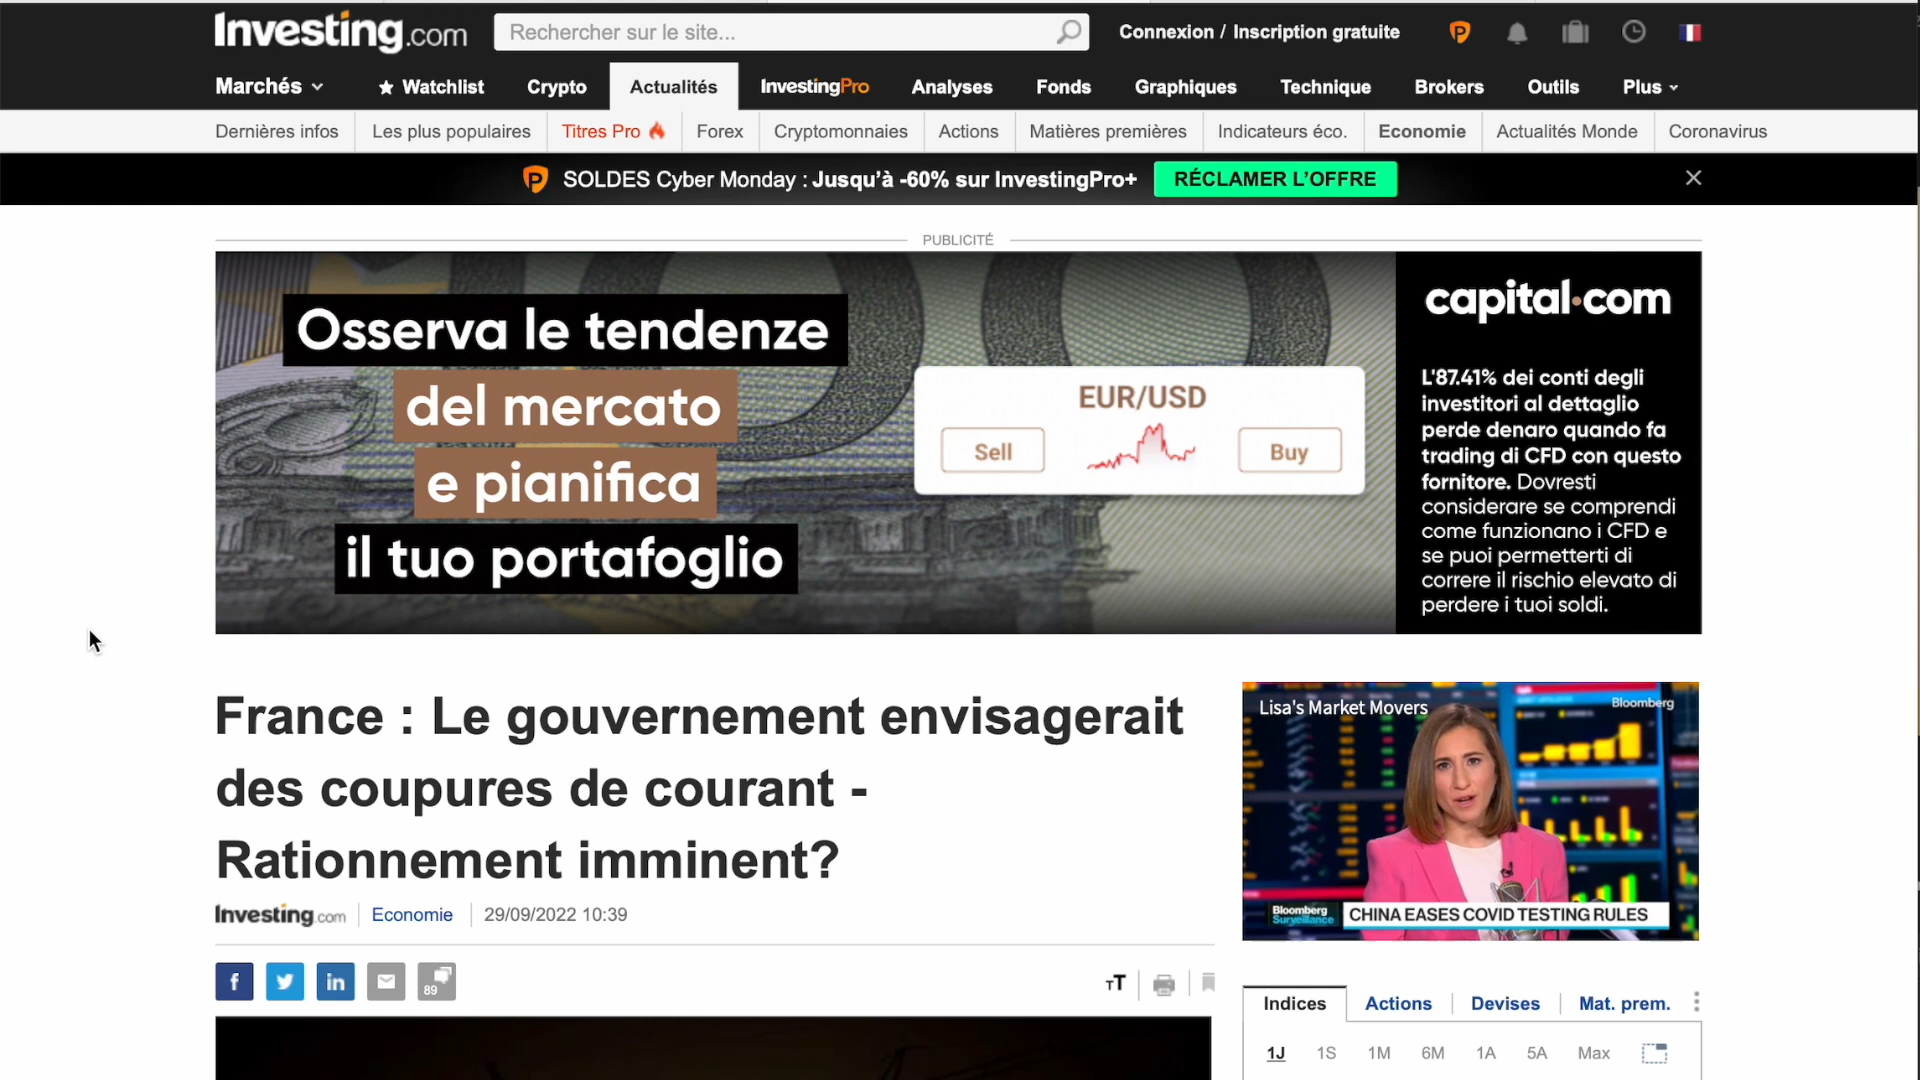 Investing.com
Rechercher sur le site...
Connexion / Inscription gratuite
Marchés
Watchlist
Crypto
Actualités
InvestingPro
Analyses
Fonds
Graphiques
Technique
Brokers
Outils
Plus
Dernières infos
Les plus populaires
Titres Pro
Forex
Cryptomonnaies
Actions
Matières premières
Indicateurs éco.
Economie
Actualités Monde
Coronavirus
SOLDES Cyber Monday : Jusqu’à -60% sur InvestingPro+
RÉCLAMER L’OFFRE
PUBLICITÉ
Osserva le tendenze
del mercato
e pianifica
il tuo portafoglio
EUR/USD
Sell
Buy
capital.com
L'87.41% dei conti degli
investitori al dettaglio
perde denaro quando fa
trading di CFD con questo
fornitore. Dovresti
considerare se comprendi
come funzionano i CFD e
se puoi permetterti di
correre il rischio elevato di
perdere i tuoi soldi.
France : Le gouvernement envisagerait
des coupures de courant -
Rationnement imminent?
Investing.com
Economie
29/09/2022 10:39
89
Lisa's Market Movers
Bloomberg
Bloomberg
Surveillance
CHINA EASES COVID TESTING RULES
Indices
Actions
Devises
Mat. prem.
1J
1S
1M
6M
1A
5A
Max